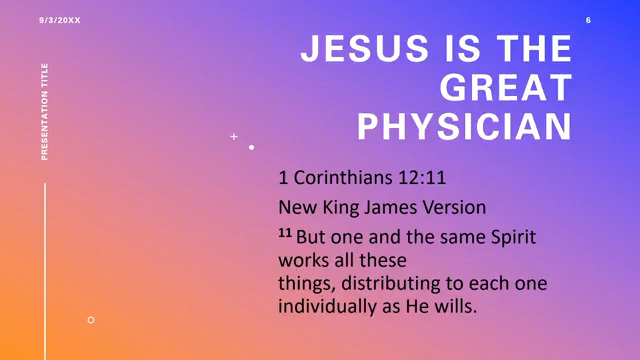 9/3/20XX
6
PRESENTATION TITLE
JESUS IS THE
GREAT
PHYSICIAN
1 Corinthians 12:11
New King James Version
11 But one and the same Spirit
works all these
things, distributing to each one
individually as He wills.